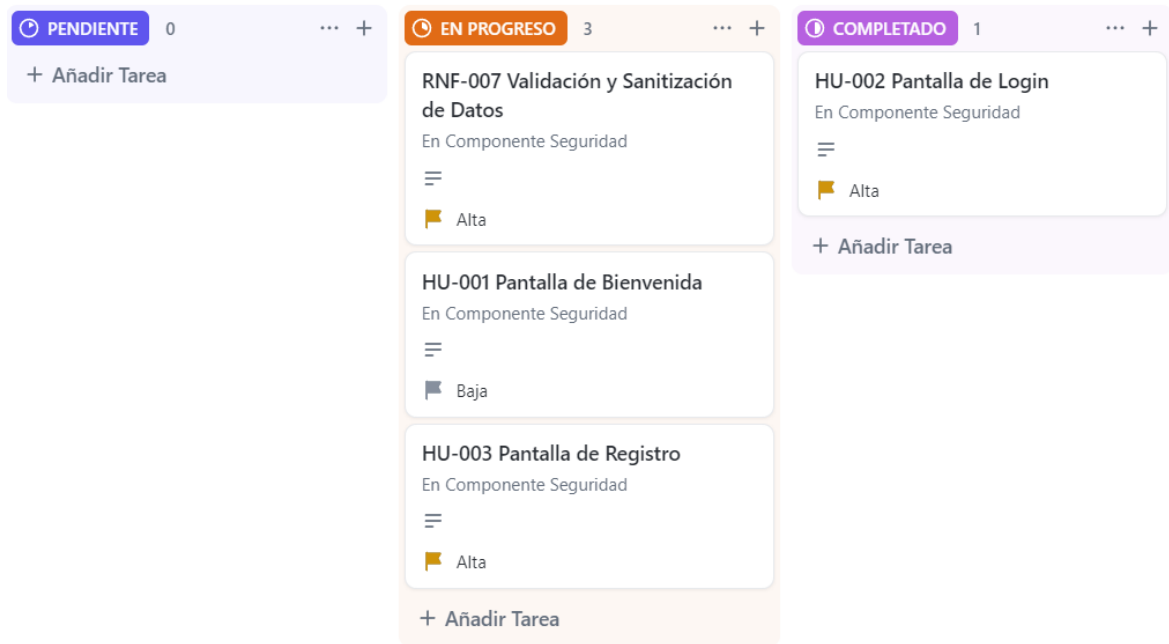 PENDIENTE 0
+ Añadir Tarea
EN PROGRESO 3
RNF-007 Validación y Sanitización
de Datos
En Componente Seguridad
Alta
HU-001 Pantalla de Bienvenida
En Componente Seguridad
Baja
HU-003 Pantalla de Registro
En Componente Seguridad
Alta
+ Añadir Tarea
COMPLETADO 1
HU-002 Pantalla de Login
En Componente Seguridad
Alta
+ Añadir Tarea